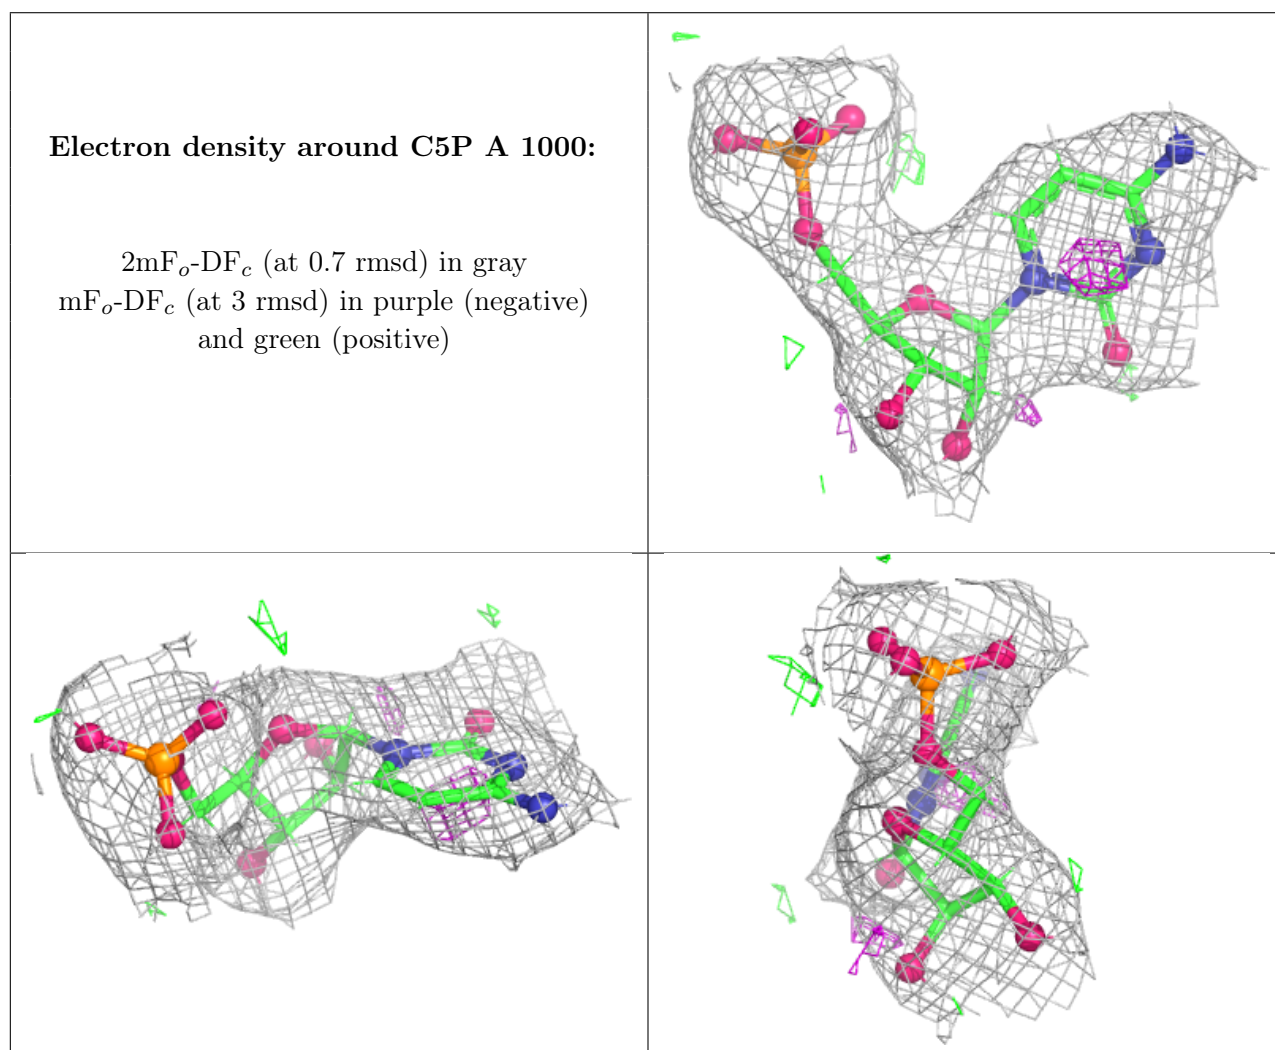 Electron density around C5P A 1000:
2mFo-DFc (at 0.7 rmsd) in gray
mFo-DFc (at 3 rmsd) in purple (negative)
and green (positive)